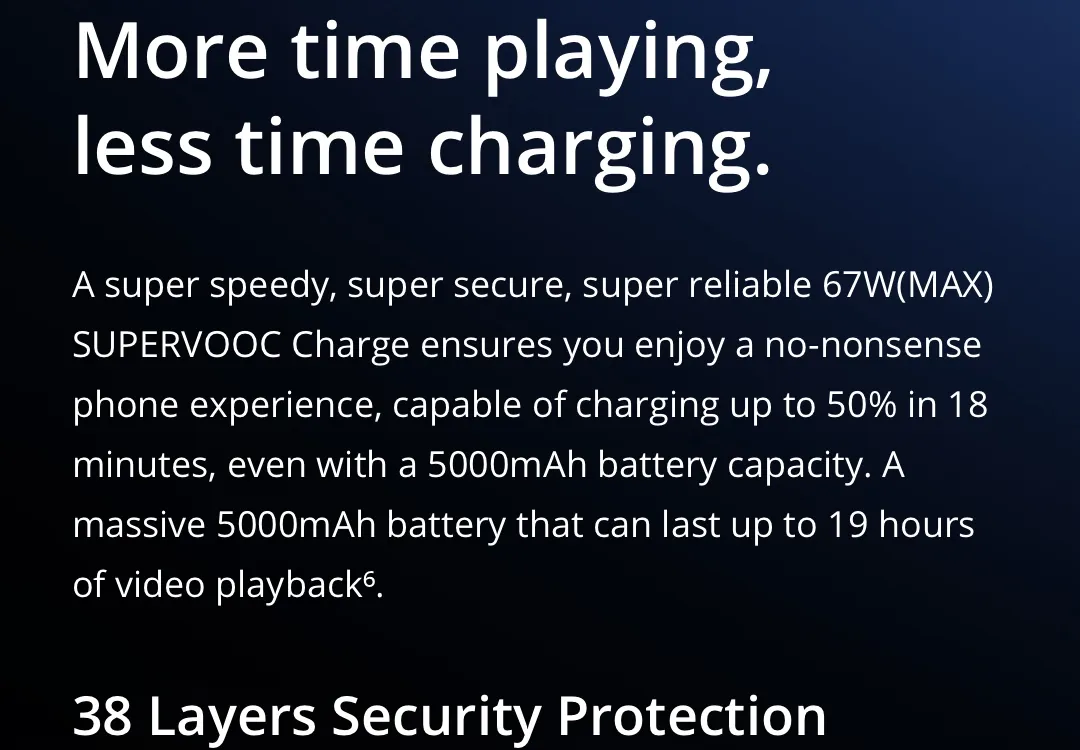 More time playing,
less time charging.
A super speedy, super secure, super reliable 67W(MAX)
SUPERVOOC Charge ensures you enjoy a no-nonsense
phone experience, capable of charging up to 50% in 18
minutes, even with a 5000mAh battery capacity. A
massive 5000mAh battery that can last up to 19 hours
of video playback⁶.
38 Layers Security Protection